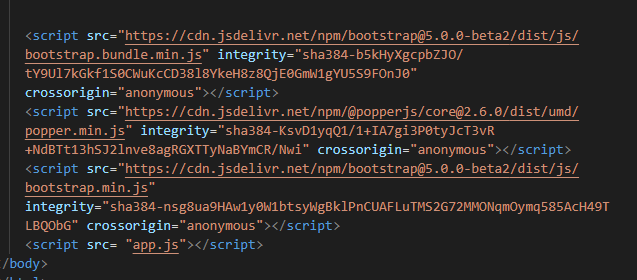 <script src="https://cdn.jsdelivr.net/npm/bootstrap@5.0.0-beta2/dist/js/
bootstrap.bundle.min.js" integrity="sha384-b5kHyXgcpbZJO/
tY9Ul7kGkf1S0CWuKcCD38l8YkeH8z8QjE0GmW1gYU5S9FOnJ0"
crossorigin="anonymous"></script>
<script src="https://cdn.jsdelivr.net/npm/@popperjs/core@2.6.0/dist/umd/
popper.min.js" integrity="sha384-KsvD1yqQ1/1+IA7gi3P0tyJcT3vR
+NdBTt13hSJ2lnve8agRGXTTyNaBYmCR/Nwi" crossorigin="anonymous"></script>
<script src="https://cdn.jsdelivr.net/npm/bootstrap@5.0.0-beta2/dist/js/
bootstrap.min.js"
integrity="sha384-nsg8ua9HAw1y0W1btsyWgBklPnCUAFLuTMS2G72MMONqmOymq585AcH49T
LBQObG" crossorigin="anonymous"></script>
<script src= "app.js"></script>
</body>